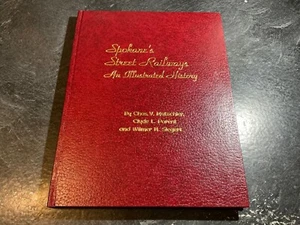 Spokane's
Street Railways
An Illustrated History
By Chas. V. Mutschler,
Clyde L. Parent
and Wilmer H. Siegert